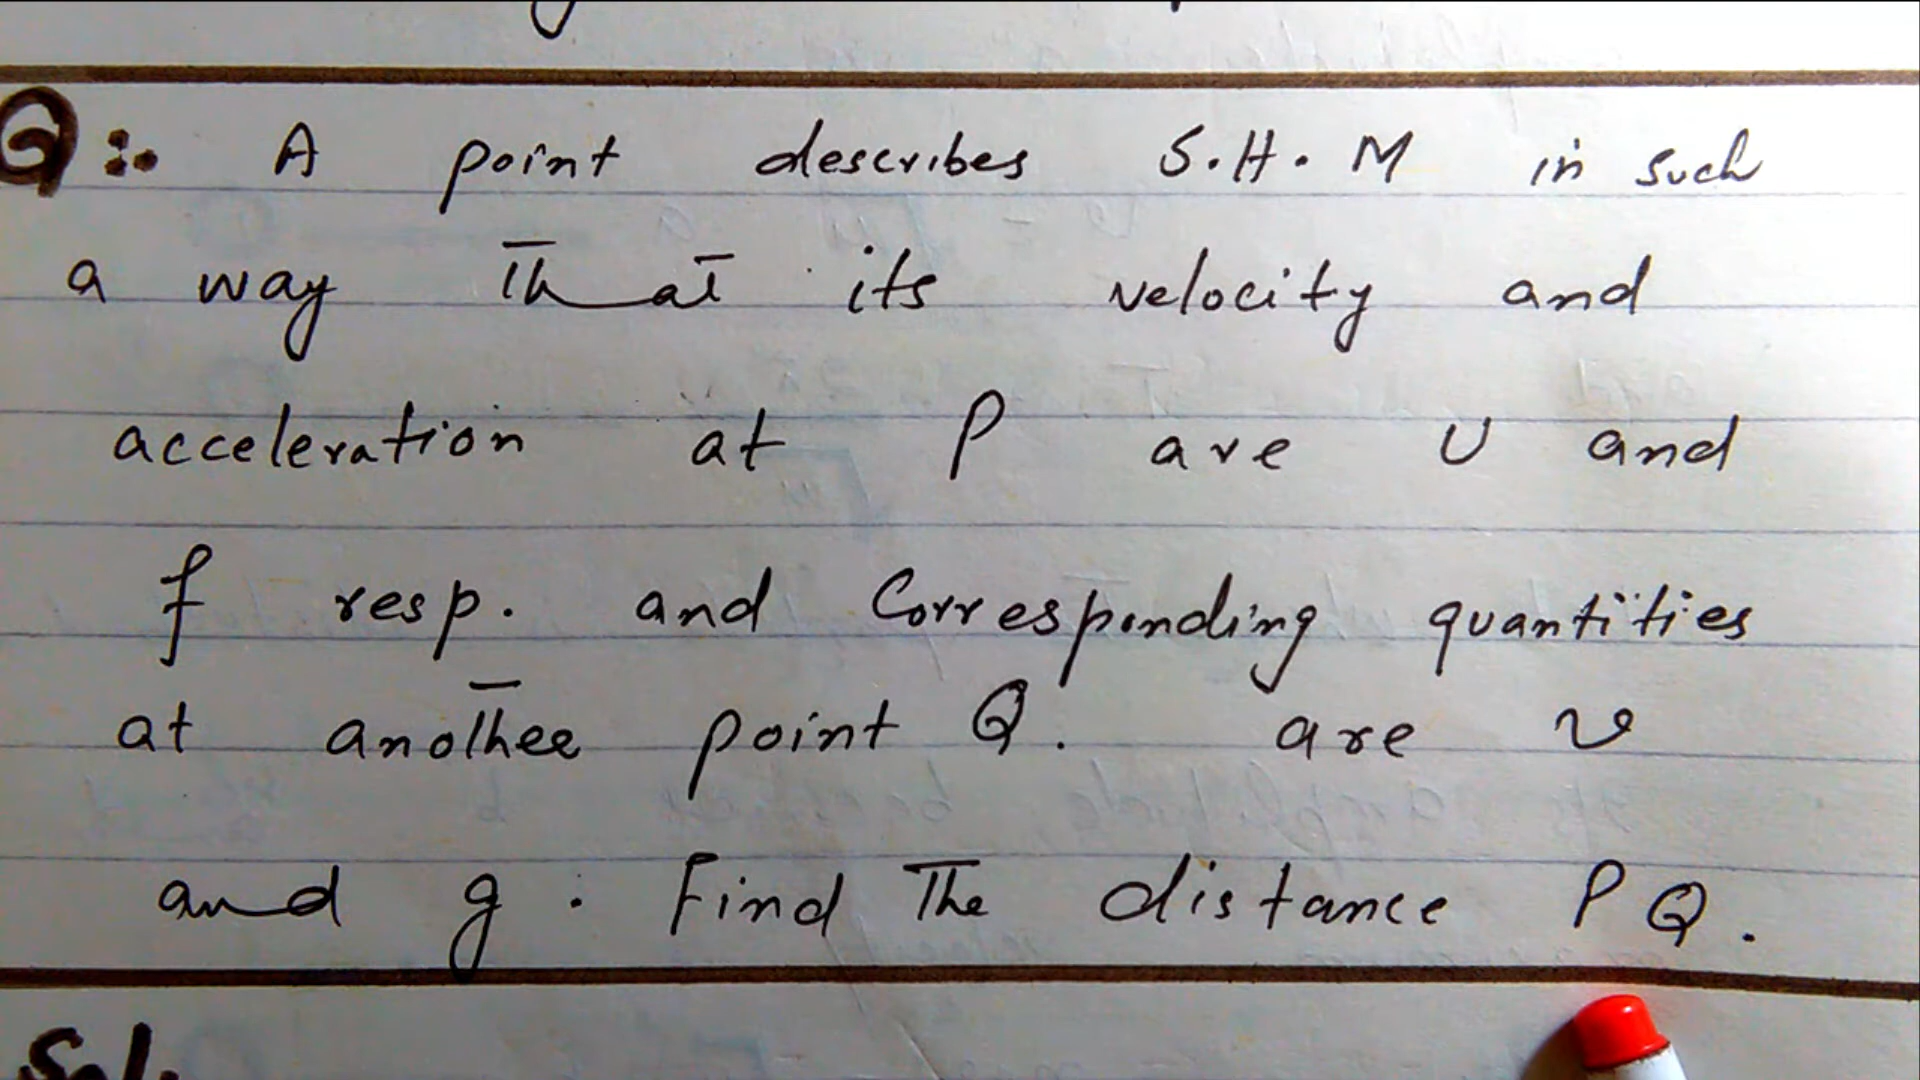 Q:- A point describes S.H.M in such
a way that its velocity and
acceleration at P are U and
f resp. and Corresponding quantities
at another point Q. are v
and g. Find The distance PQ.
Sol: